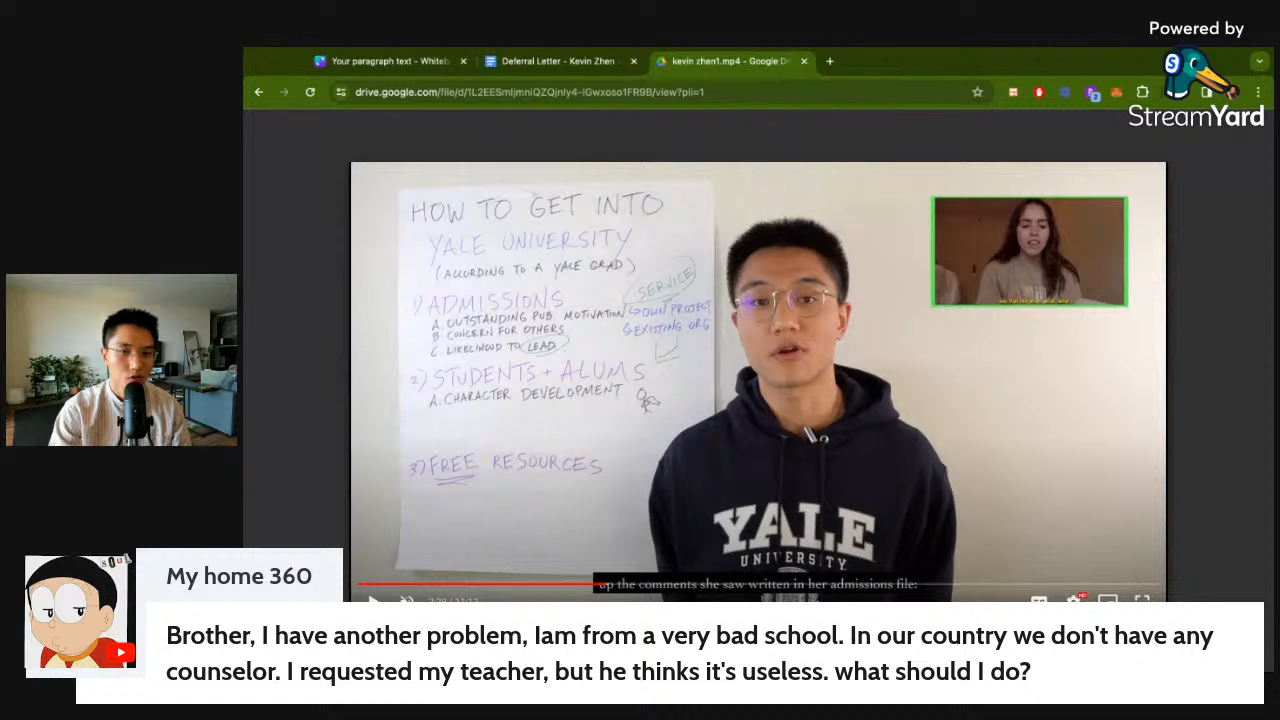 Powered by
StreamYard
Your paragraph text - Whiteb
Deferral Letter - Kevin Zhen -
kevin zhen1.mp4 - Google D
HOW TO GET INTO
YALE UNIVERSITY
(ACCORDING TO A YALE GRAD)
1) ADMISSIONS
A. OUTSTANDING PUB. MOTIVATION
B. CONCERN FOR OTHERS
C. LIKELIHOOD TO LEAD
SERVICE
OWN PROJECT
EXISTING ORG
2) STUDENTS + ALUMS
A. CHARACTER DEVELOPMENT
3) FREE RESOURCES
YALE
UNIVERSITY
up the comments she saw written in her admissions file:
My home 360
Brother, I have another problem, Iam from a very bad school. In our country we don't have any
counselor. I requested my teacher, but he thinks it's useless. what should I do?